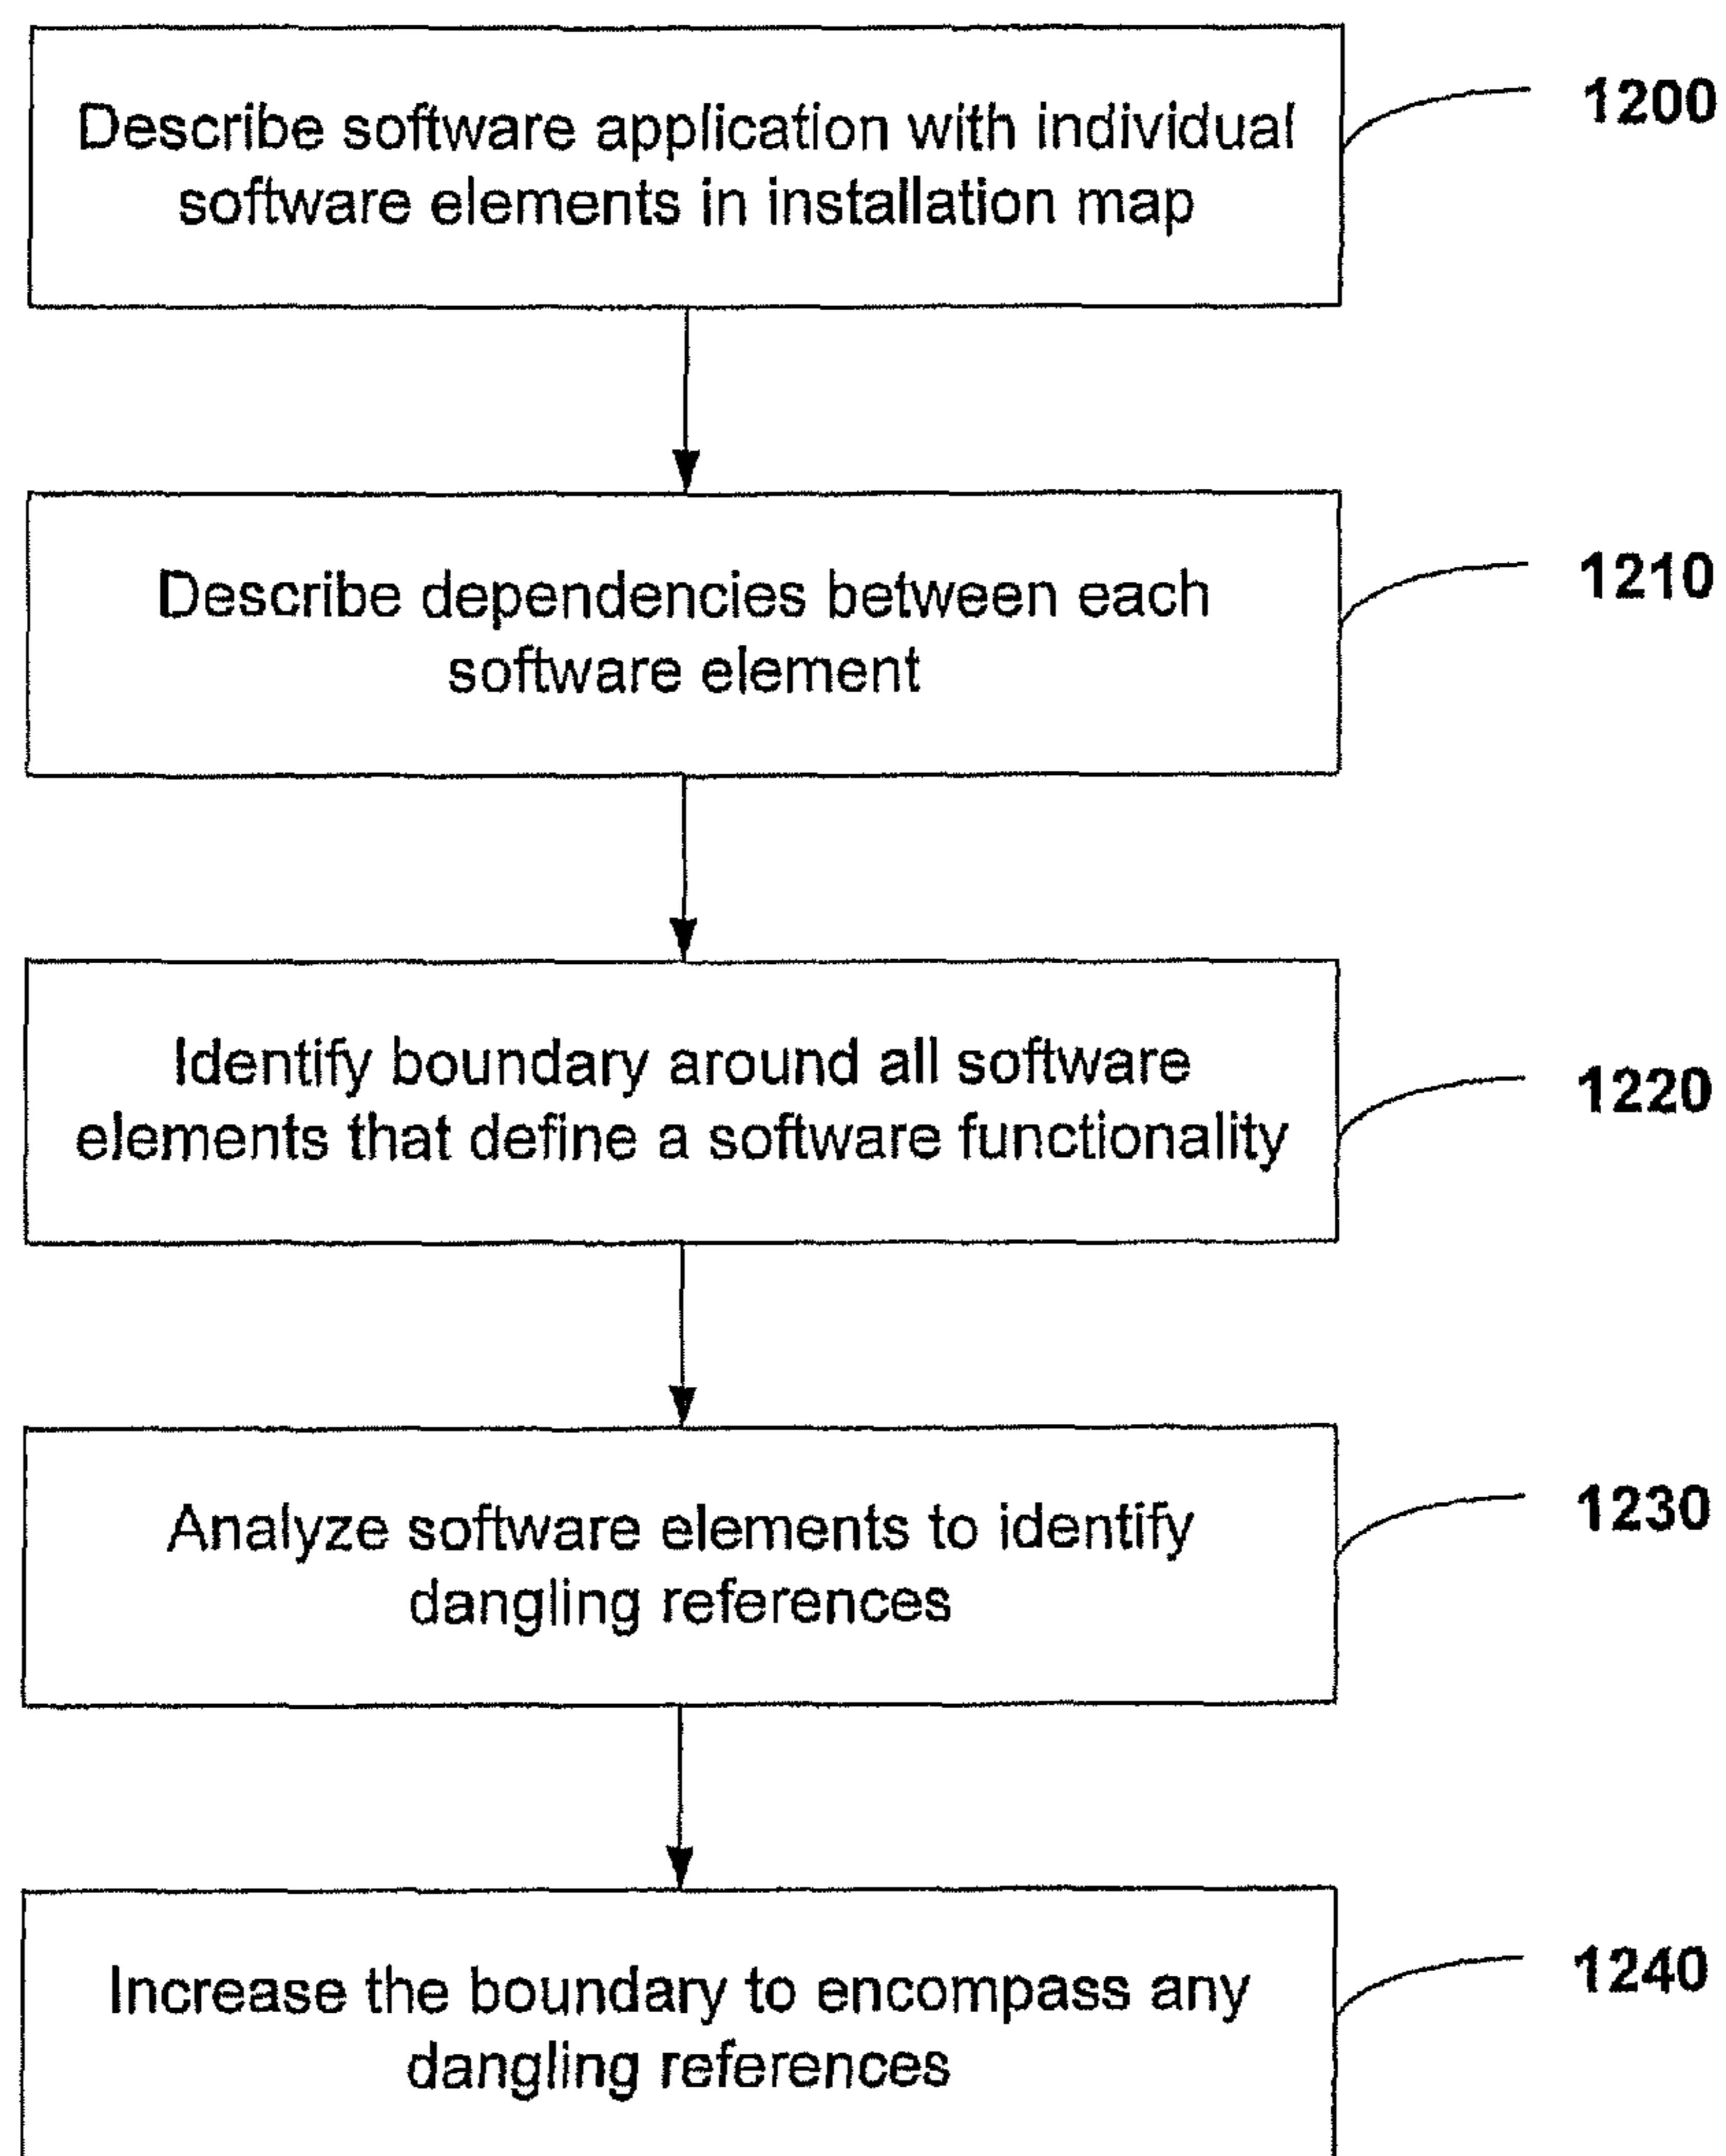 Describe software application with individual
software elements in installation map
1200
Describe dependencies between each
software element
1210
Identify boundary around all software
elements that define a software functionality
1220
Analyze software elements to identify
dangling references
1230
Increase the boundary to encompass any
dangling references
1240